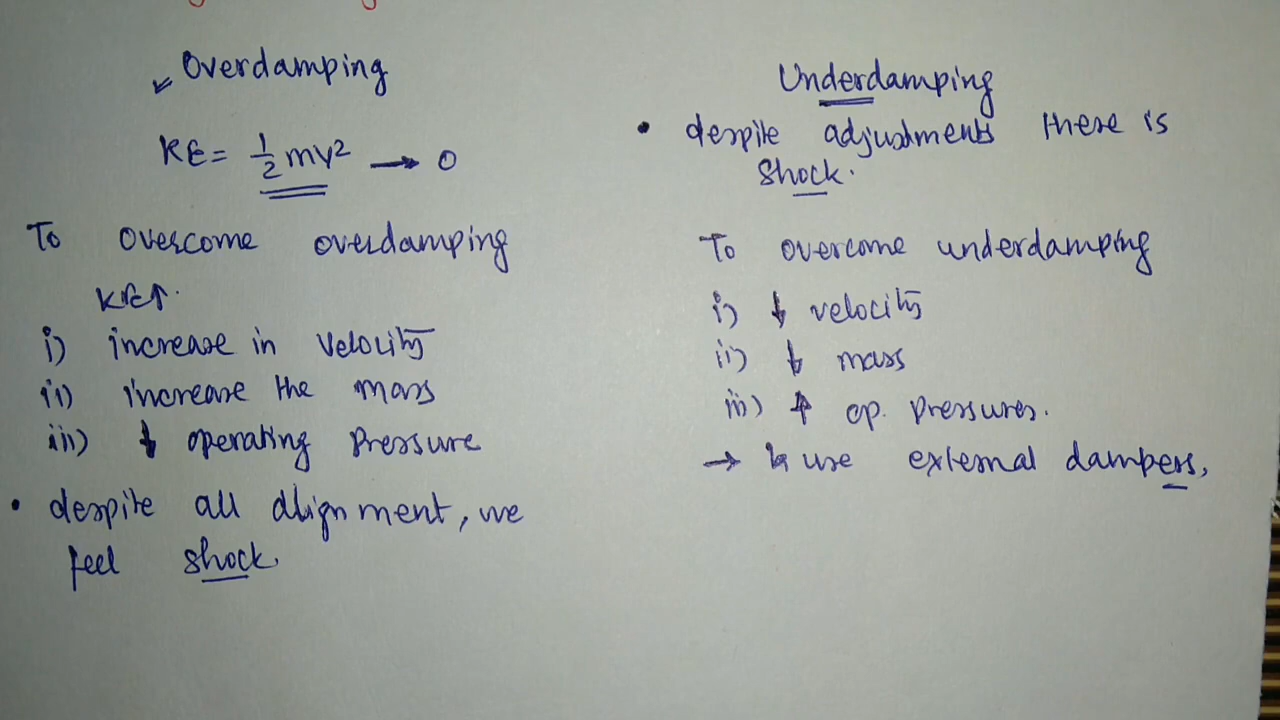 Overdamping
KE = 1/2 mv² → 0
To overcome overdamping
KE↑.
i) increase in velocity
ii) increase the mass
iii) ↓ operating pressure
• despite all alignment, we
feel shock.
Underdamping
• despite adjustments there is
shock.
To overcome underdamping
i) ↓ velocity
ii) ↓ mass
iii) ↑ op. pressures.
→ use external dampers,